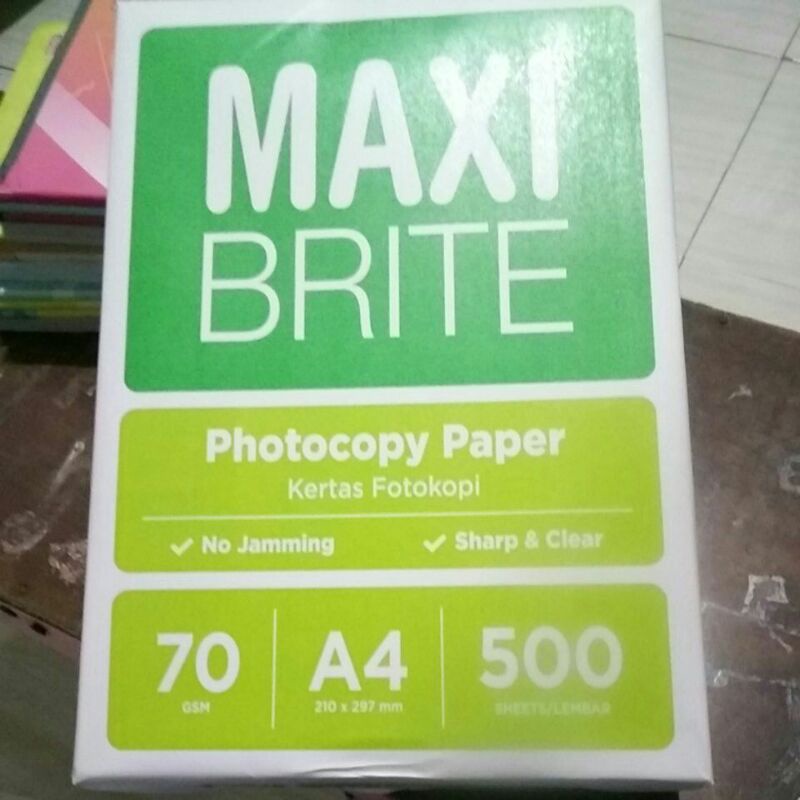 MAXI
BRITE
Photocopy Paper
Kertas Fotokopi
No Jamming
Sharp & Clear
70
GSM
A4
210 x 297 mm
500
SHEETS/LEMBAR